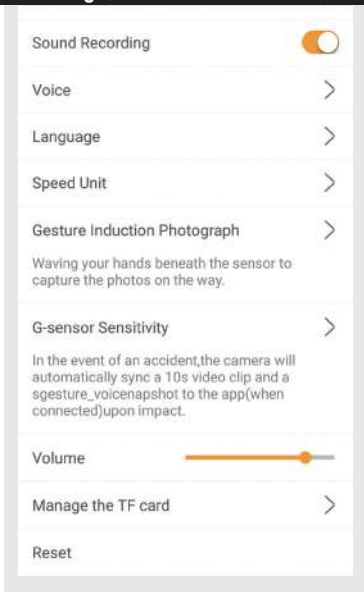 Sound Recording
Voice
Language
Speed Unit
Gesture Induction Photograph
Waving your hands beneath the sensor to
capture the photos on the way.
G-sensor Sensitivity
In the event of an accident,the camera will
automatically sync a 10s video clip and a
sgesture_voicenapshot to the app(when
connected)upon impact.
Volume
Manage the TF card
Reset